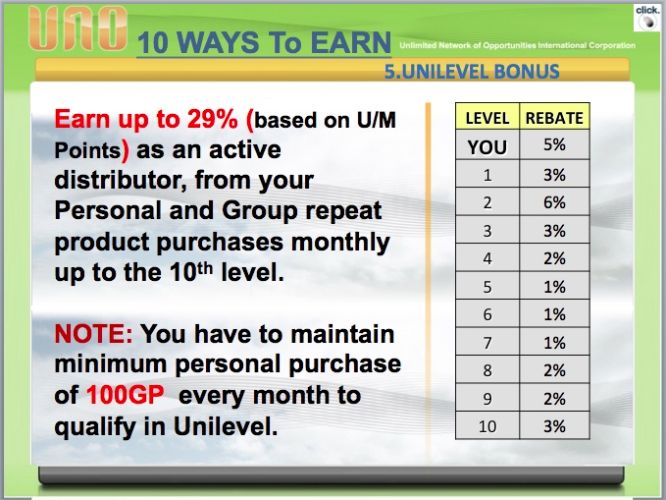 click.
UNO 10 WAYS To EARN Unlimited Network of Opportunities International Corporation
5.UNILEVEL BONUS
Earn up to 29% (based on U/M
Points) as an active
distributor, from your
Personal and Group repeat
product purchases monthly
up to the 10th level.
NOTE: You have to maintain
minimum personal purchase
of 100GP every month to
qualify in Unilevel.
LEVEL REBATE
YOU 5%
1 3%
2 6%
3 3%
4 2%
5 1%
6 1%
7 1%
8 2%
9 2%
10 3%